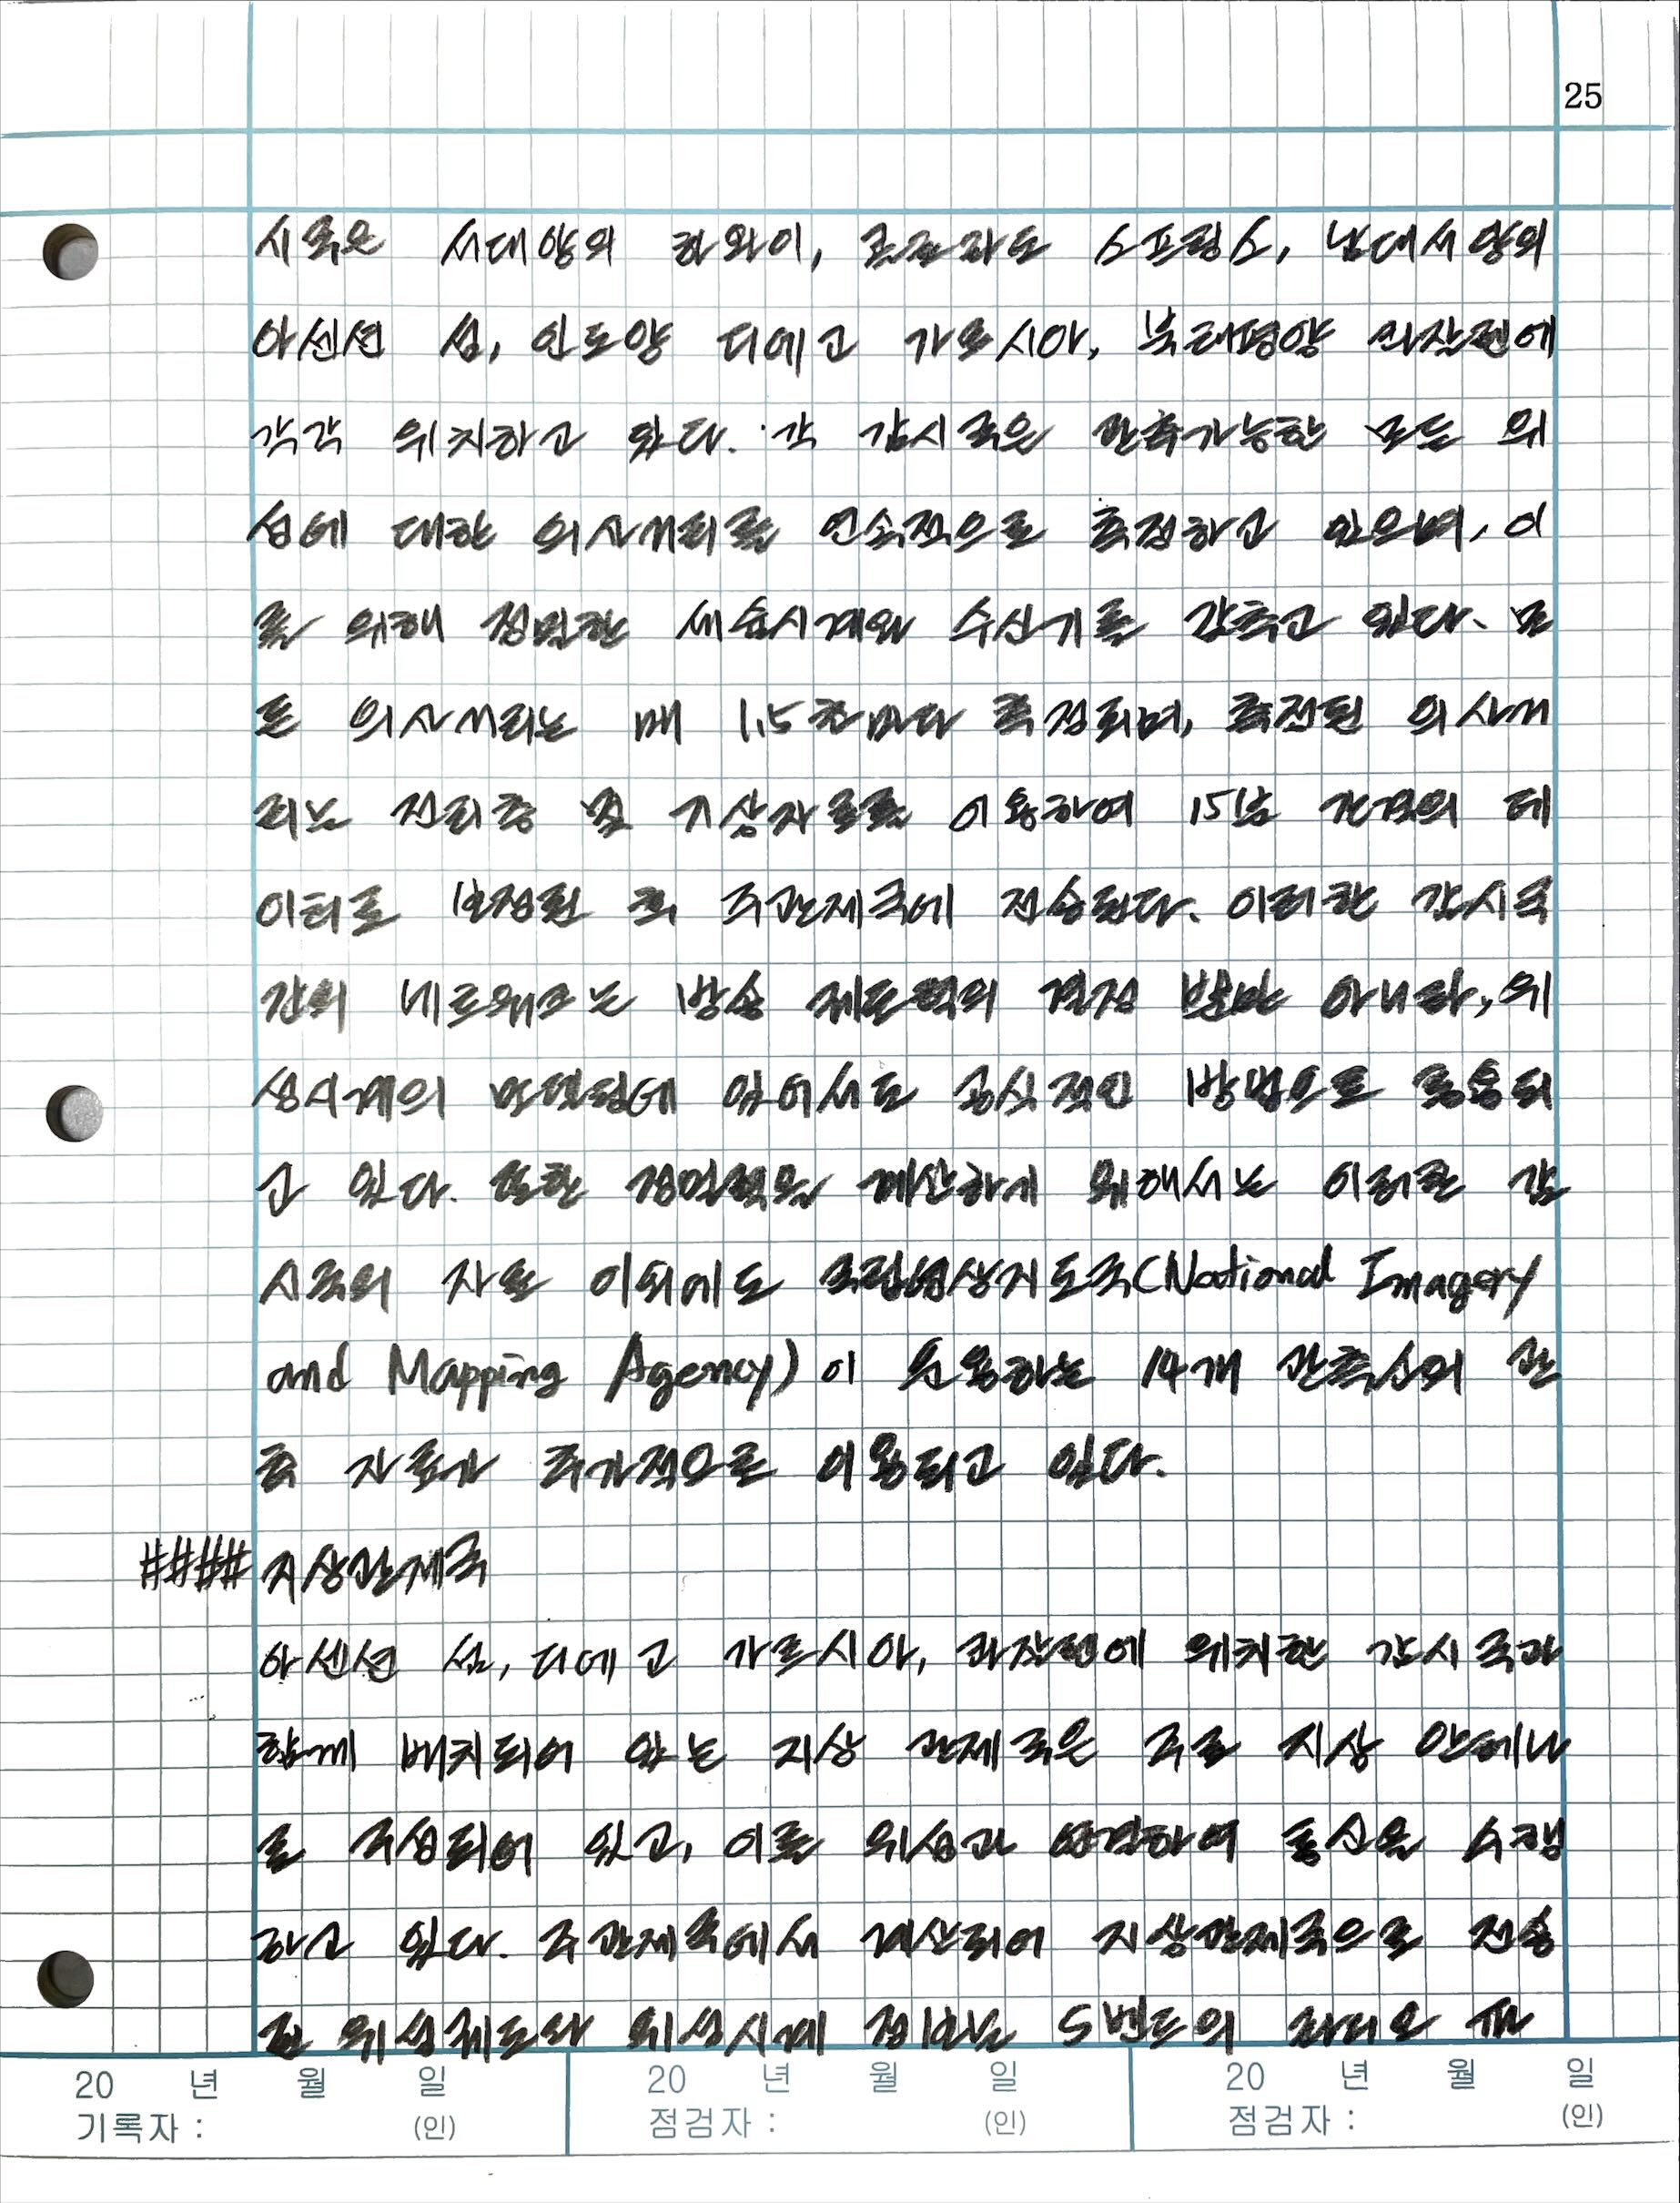 25
시국은 서대양의 하와이, 콜로라도 스프링스, 남대서양의
아센션 섬, 인도양 디에고 가르시아, 북태평양 콰잘린에
각각 위치하고 있다. 각 감시국은 관측가능한 모든 위
성에 대한 의사거리를 연속적으로 측정하고 있으며, 이
를 위해 정밀한 세슘시계와 수신기를 갖추고 있다. 모
든 의사거리는 매 1.5초마다 측정되며, 측정된 의사거
리는 전리층 및 기상자료를 이용하여 15분 간격의 데
이터로 보정된 후 주관제국에 전송된다. 이러한 감시국
간의 네트워크는 방송 궤도력의 결정 뿐만 아니라, 위
성시계의 모델링에 있어서도 공식적인 방법으로 통용되
고 있다. 또한 정밀력을 계산하기 위해서는 이러한 감
시국의 자료 이외에도 국립영상지도국(National Imagery
and Mapping Agency)이 운용하는 14개 관측소의 관
측 자료가 추가적으로 이용되고 있다.
#### 지상관제국
아센션 섬, 디에고 가르시아, 콰잘린에 위치한 감시국과
함께 배치되어 있는 지상 관제국은 주로 지상 안테나
로 구성되어 있고, 이를 위성과 연결하여 통신을 수행
하고 있다. 주관제국에서 계산되어 지상관제국으로 전송
된 위성궤도와 위성시계 정보는 S밴드의 라디오 파
20 년 월 일 20 년 월 일 20 년 월 일
기록자 : (인) 점검자 : (인) 점검자 : (인)